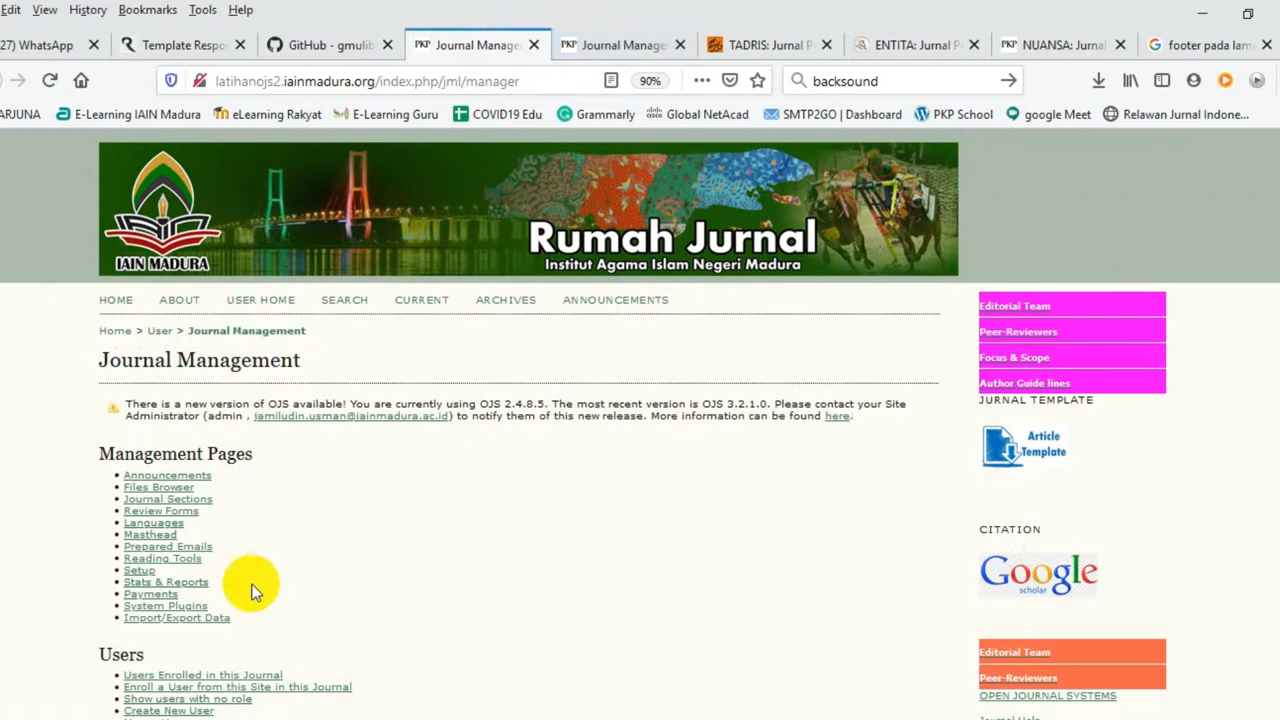 Edit View History Bookmarks Tools Help
27) WhatsApp Template Respo GitHub - gmulib PKP Journal Manage PKP Journal Manage TADRIS: Jurnal P ENTITA: Jurnal P PKP NUANSA: Jurnal footer pada lam
latihanojs2.iainmadura.org/index.php/jml/manager 90% backsound
ARJUNA E-Learning IAIN Madura eLearning Rakyat E-Learning Guru COVID19 Edu Grammarly Global NetAcad SMTP2GO | Dashboard PKP School google Meet Relawan Jurnal Indone...
Rumah Jurnal
Institut Agama Islam Negeri Madura
IAIN MADURA
HOME ABOUT USER HOME SEARCH CURRENT ARCHIVES ANNOUNCEMENTS
Home > User > Journal Management
Journal Management
There is a new version of OJS available! You are currently using OJS 2.4.8.5. The most recent version is OJS 3.2.1.0. Please contact your Site
Administrator (admin , jamiludin.usman@iainmadura.ac.id) to notify them of this new release. More information can be found here.
Management Pages
Announcements
Files Browser
Journal Sections
Review Forms
Languages
Masthead
Prepared Emails
Reading Tools
Setup
Stats & Reports
Payments
System Plugins
Import/Export Data
Users
Users Enrolled in this Journal
Enroll a User from this Site in this Journal
Show users with no role
Create New User
Editorial Team
Peer-Reviewers
Focus & Scope
Author Guide lines
JURNAL TEMPLATE
Article
Template
CITATION
Google
scholar
Editorial Team
Peer-Reviewers
OPEN JOURNAL SYSTEMS
Journal Help